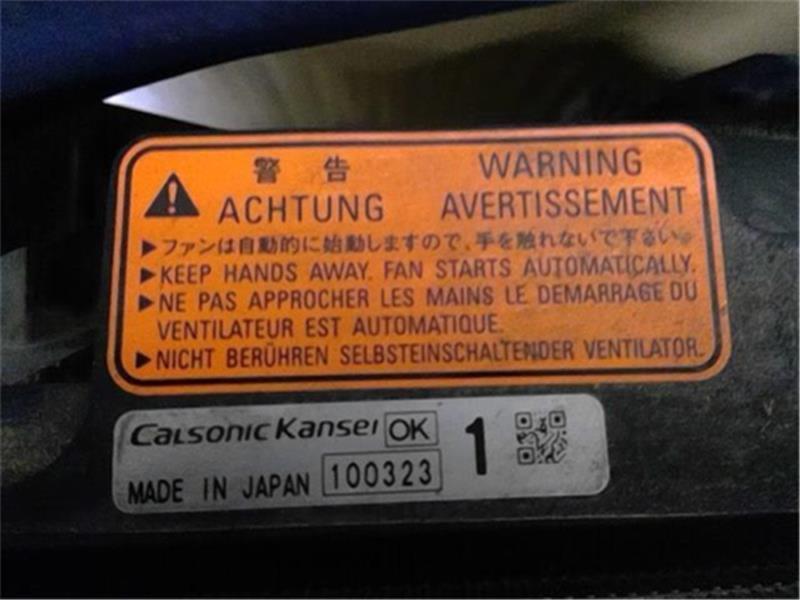 警告 WARNING
ACHTUNG AVERTISSEMENT
▶ファンは自動的に始動しますので、手を触れないで下さい。
▶KEEP HANDS AWAY. FAN STARTS AUTOMATICALLY.
▶NE PAS APPROCHER LES MAINS LE DEMARRAGE DU
VENTILATEUR EST AUTOMATIQUE.
▶NICHT BERÜHREN SELBSTEINSCHALTENDER VENTILATOR.
CALSONIC KANSEI OK 1
MADE IN JAPAN 100323